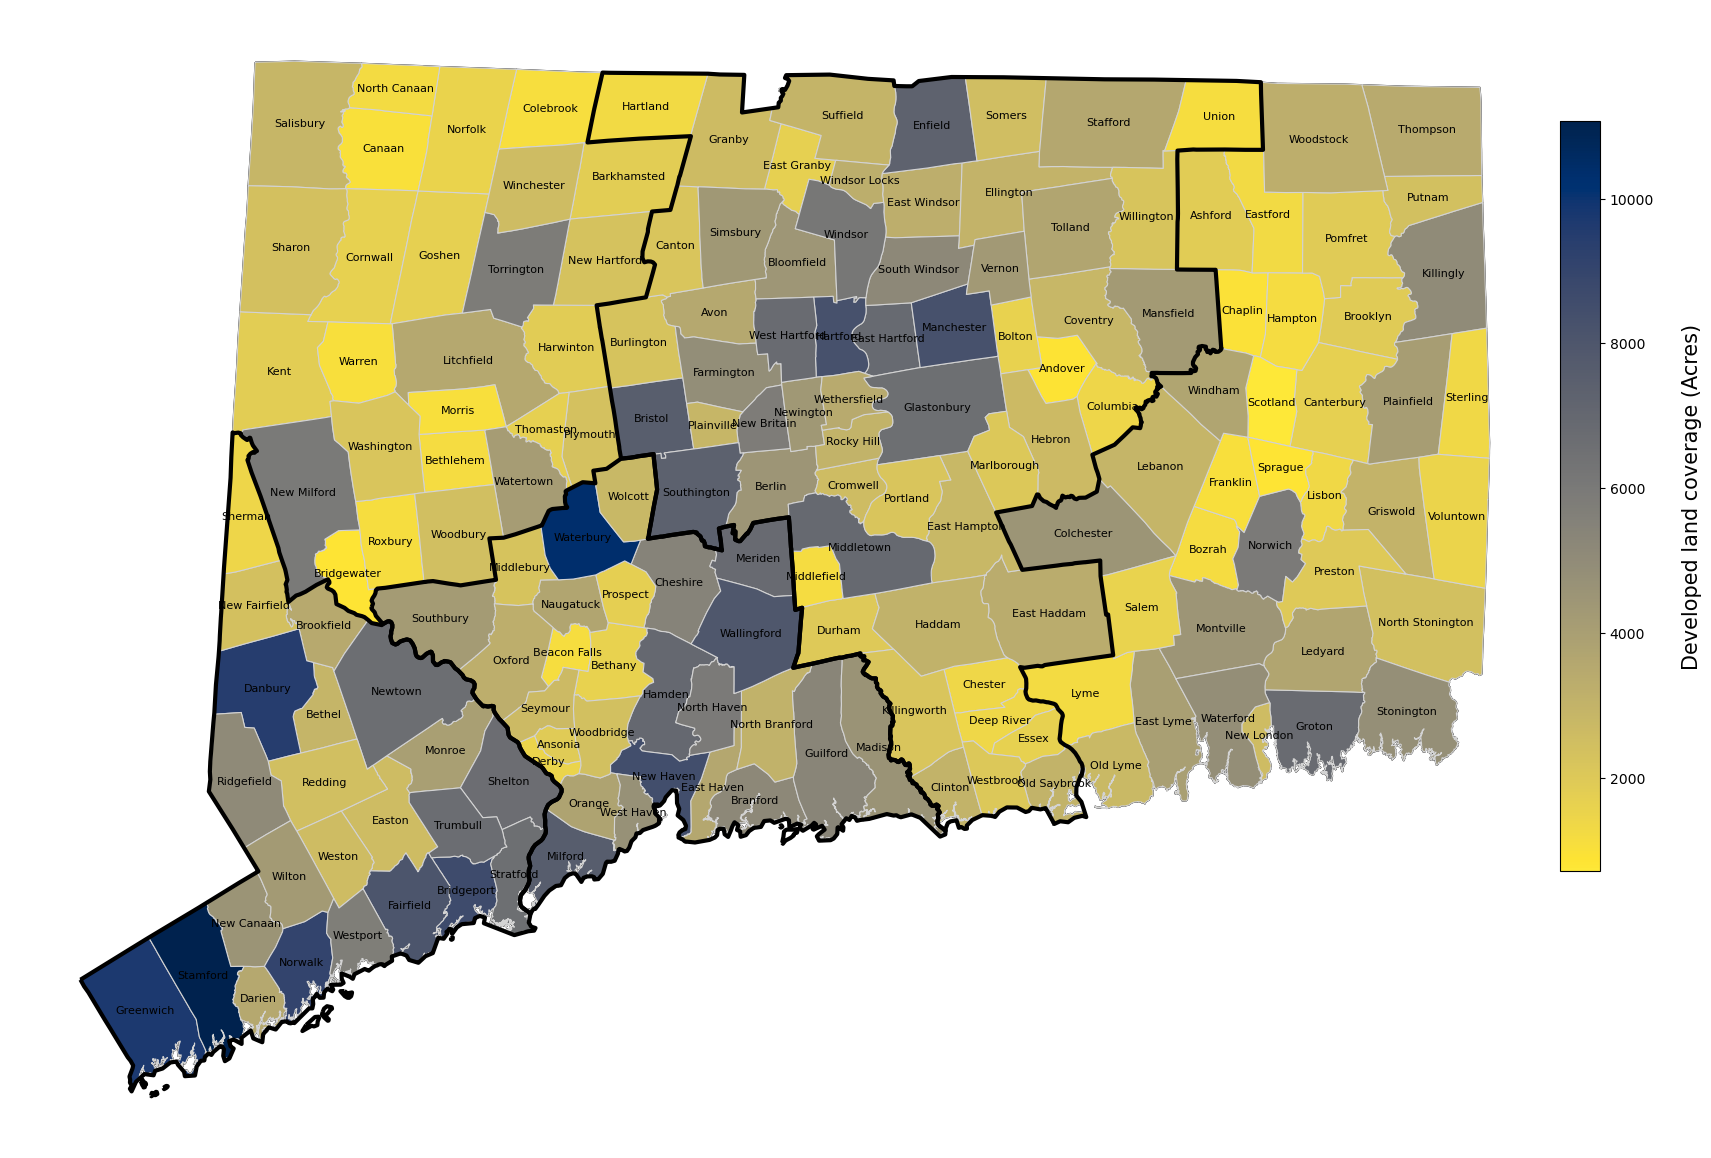 North Canaan
Colebrook
Hartland
Salisbury
Norfolk
Canaan
Granby
Suffield
Enfield
Somers
Stafford
Union
Woodstock
Thompson
East Granby
Windsor Locks
Winchester
Barkhamsted
East Windsor
Ellington
Willington
Ashford
Eastford
Putnam
Pomfret
Sharon
Cornwall
Goshen
Torrington
New Hartford
Canton
Simsbury
Bloomfield
Windsor
South Windsor
Vernon
Tolland
Killingly
Kent
Warren
Litchfield
Harwinton
Burlington
Avon
West Hartford
Hartford
East Hartford
Manchester
Bolton
Coventry
Mansfield
Chaplin
Hampton
Brooklyn
Andover
Farmington
Bristol
Plainville
New Britain
Newington
Wethersfield
Rocky Hill
Glastonbury
Hebron
Columbia
Windham
Scotland
Canterbury
Plainfield
Sterling
Morris
Washington
Bethlehem
Thomaston
Plymouth
Watertown
Wolcott
Southington
Berlin
Cromwell
Portland
Marlborough
Lebanon
Franklin
Sprague
Lisbon
Griswold
Voluntown
Sherman
New Milford
Roxbury
Woodbury
Bridgewater
Waterbury
Middlebury
Cheshire
Meriden
Middletown
Middlefield
East Hampton
Colchester
Bozrah
Norwich
Preston
New Fairfield
Brookfield
Southbury
Naugatuck
Prospect
Wallingford
Durham
Haddam
East Haddam
Salem
Montville
Ledyard
North Stonington
Danbury
Bethel
Newtown
Oxford
Beacon Falls
Bethany
Hamden
North Haven
Seymour
Woodbridge
North Branford
Guilford
Madison
Killingworth
Chester
Deep River
Essex
Lyme
East Lyme
Waterford
New London
Groton
Stonington
Ridgefield
Redding
Monroe
Shelton
Ansonia
Derby
Orange
New Haven
East Haven
West Haven
Branford
Clinton
Westbrook
Old Saybrook
Old Lyme
Easton
Trumbull
Weston
Wilton
Milford
Stratford
Bridgeport
Fairfield
New Canaan
Westport
Norwalk
Stamford
Darien
Greenwich
10000
8000
6000
4000
2000
Developed land coverage (Acres)